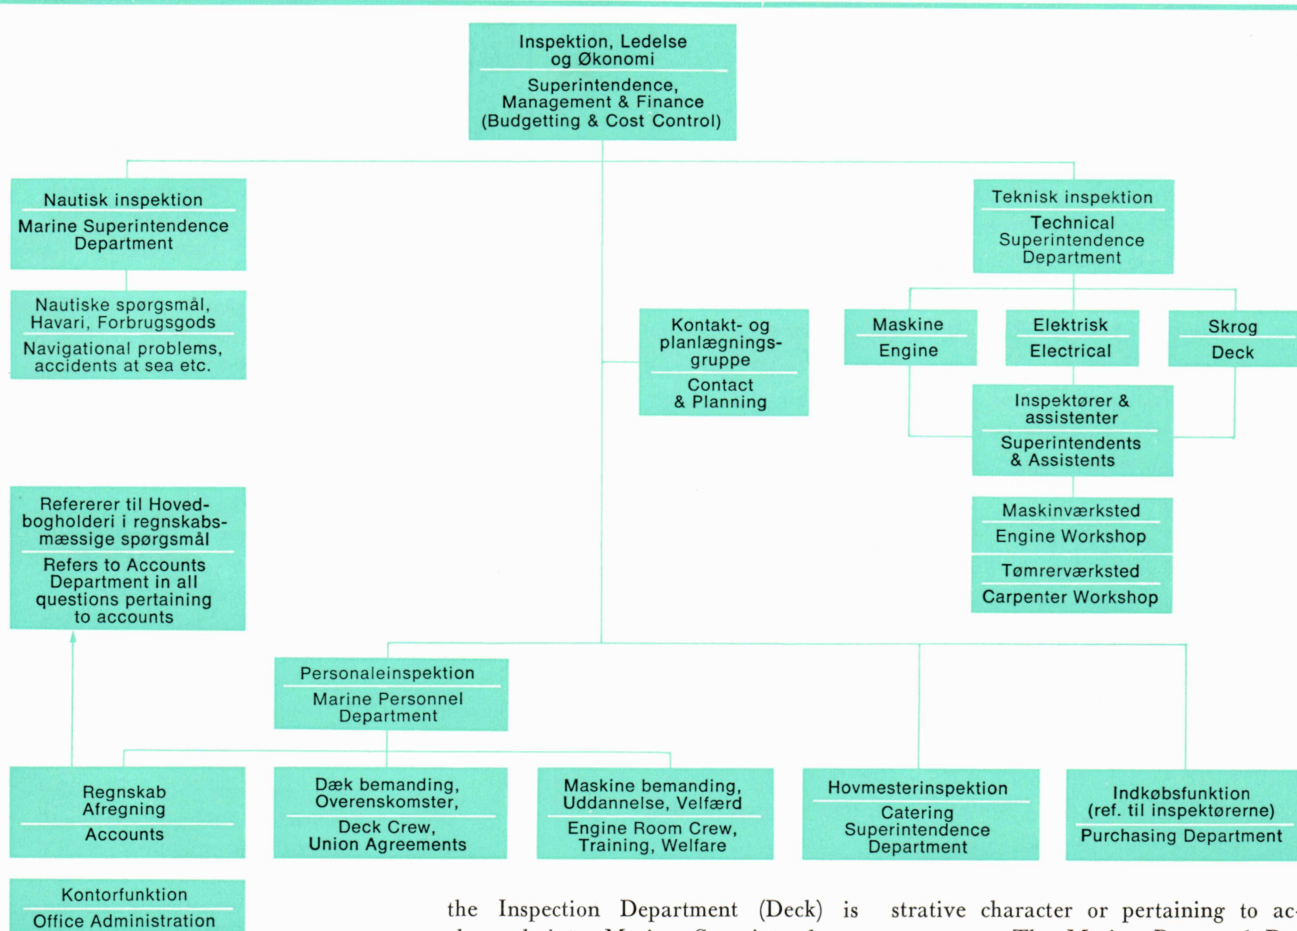 Inspektion, Ledelse
og Økonomi
Superintendence,
Management & Finance
(Budgetting & Cost Control)
Nautisk inspektion
Marine Superintendence
Department
Nautiske spørgsmål,
Havari, Forbrugsgods
Navigational problems,
accidents at sea etc.
Teknisk inspektion
Technical
Superintendence
Department
Kontakt- og
planlægnings-
gruppe
Contact
& Planning
Maskine
Engine
Elektrisk
Electrical
Skrog
Deck
Inspektører &
assistenter
Superintendents
& Assistents
Maskinværksted
Engine Workshop
Tømrerværksted
Carpenter Workshop
Refererer til Hoved-
bogholderi i regnskabs-
mæssige spørgsmål
Refers to Accounts
Department in all
questions pertaining
to accounts
Personaleinspektion
Marine Personnel
Department
Regnskab
Afregning
Accounts
Dæk bemanding,
Overenskomster,
Deck Crew,
Union Agreements
Maskine bemanding,
Uddannelse, Velfærd
Engine Room Crew,
Training, Welfare
Hovmesterinspektion
Catering
Superintendence
Department
Indkøbsfunktion
(ref. til inspektørerne)
Purchasing Department
Kontorfunktion
Office Administration
the Inspection Department (Deck) is
strative character or pertaining to ac-